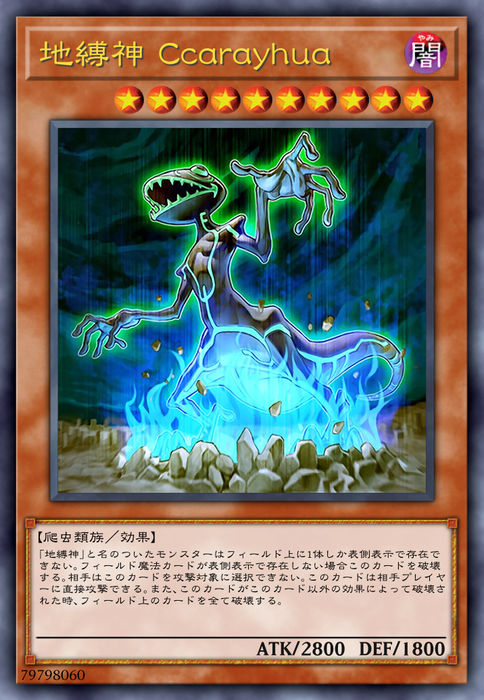 地縛神 Ccarayhua
やみ
闇
【爬虫類族／効果】
「地縛神」と名のついたモンスターはフィールド上に1体しか表側表示で存在で
きない。フィールド魔法カードが表側表示で存在しない場合このカードを破壊
する。相手はこのカードを攻撃対象に選択できない。このカードは相手プレイヤ
ーに直接攻撃できる。また、このカードがこのカード以外の効果によって破壊され
た時、フィールド上のカードを全て破壊する。
ATK/2800 DEF/1800
79798060